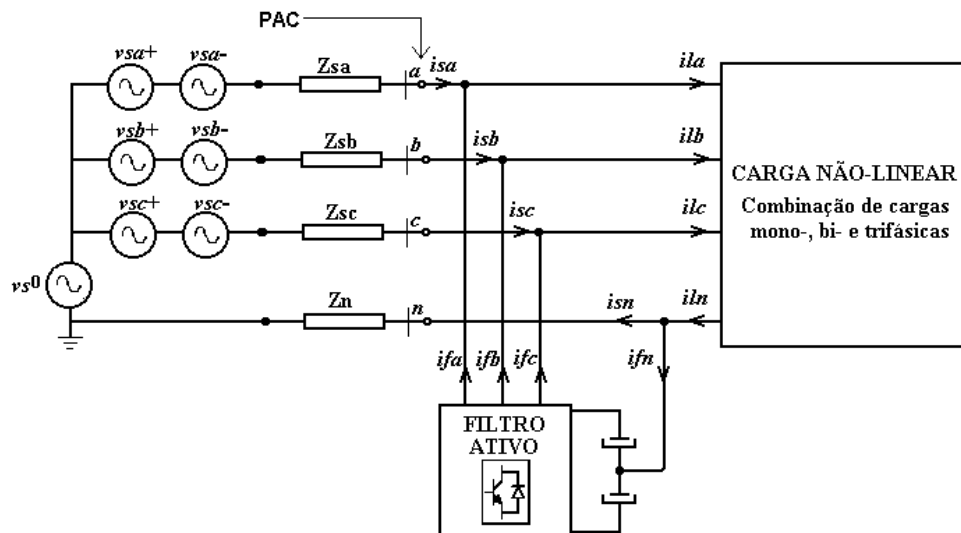 PAC
vsa+ vsa-
Zsa
a
isa
ila
vsb+ vsb-
Zsb
b
isb
ilb
vsc+ vsc-
Zsc
c
isc
ilc
CARGA NÃO-LINEAR
Combinação de cargas
mono-, bi- e trifásicas
vs0
Zn
n
isn
iln
ifa
ifb
ifc
ifn
FILTRO
ATIVO